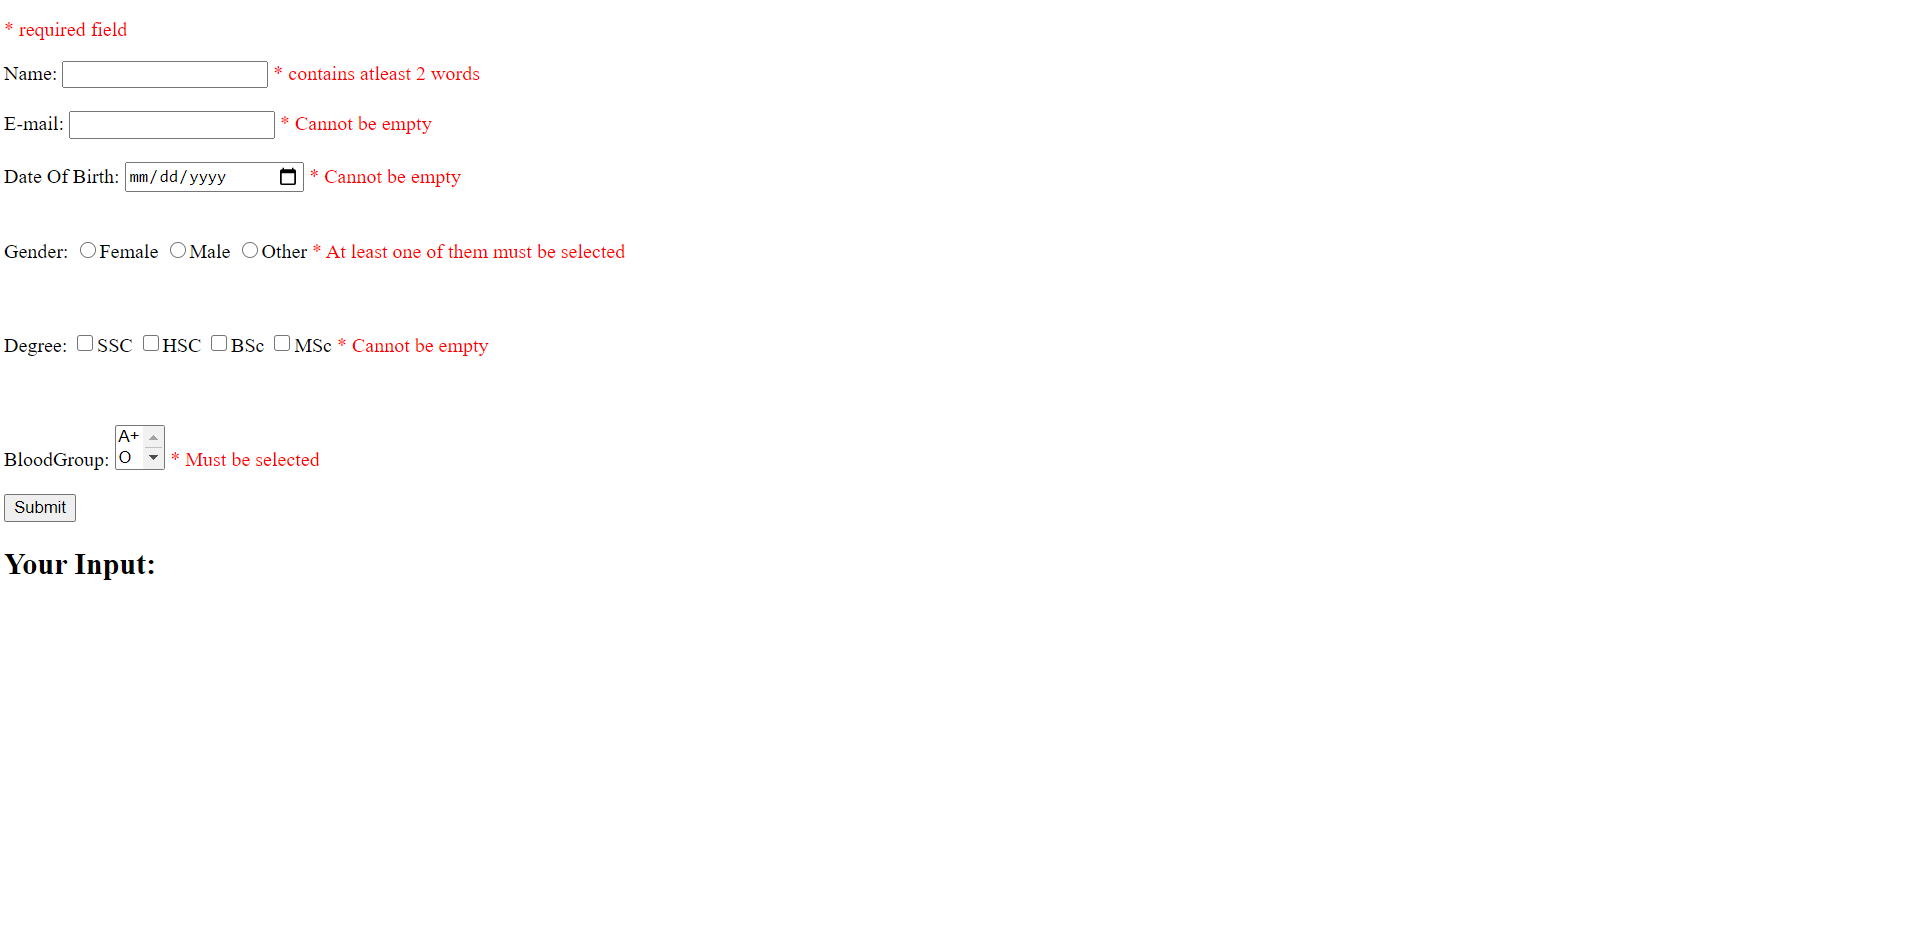 * required field
Name: * contains atleast 2 words
E-mail: * Cannot be empty
Date Of Birth: mm/dd/yyyy * Cannot be empty
Gender: Female Male Other * At least one of them must be selected
Degree: SSC HSC BSc MSc * Cannot be empty
A+
BloodGroup: O * Must be selected
Submit
Your Input: